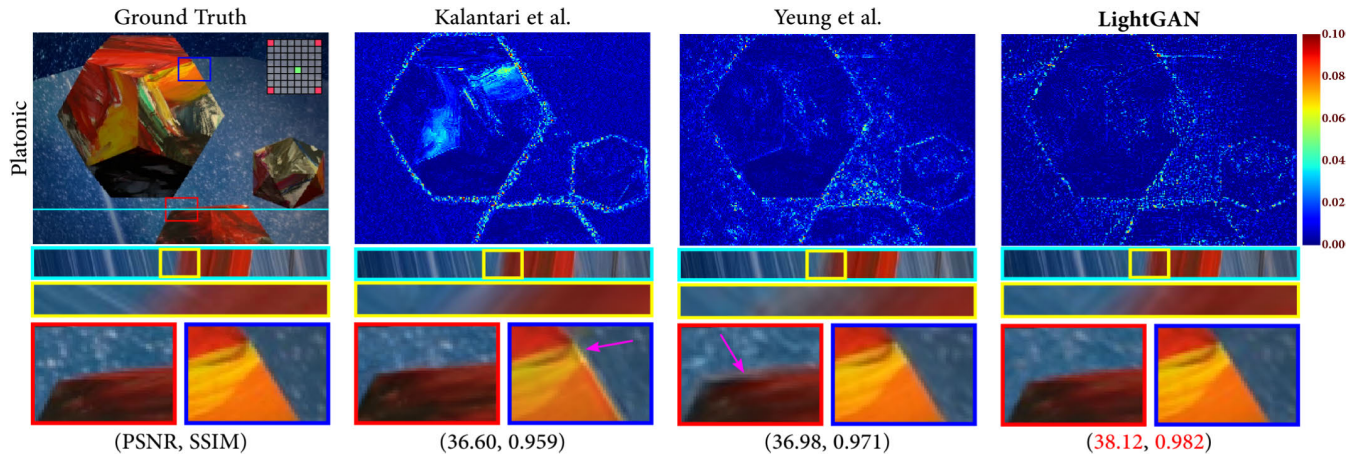 Ground Truth
Kalantari et al.
Yeung et al.
LightGAN
Platonic
0.10
0.08
0.06
0.04
0.02
0.00
(PSNR, SSIM)
(36.60, 0.959)
(36.98, 0.971)
(38.12, 0.982)